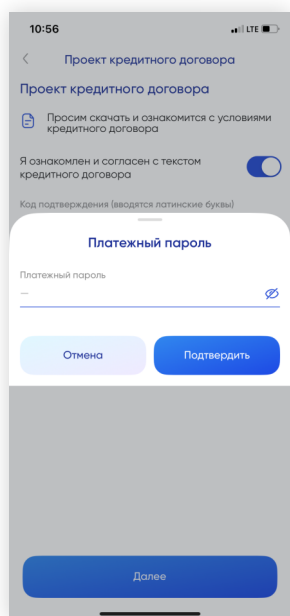 10:56
LTE
Проект кредитного договора
Проект кредитного договора
Просим скачать и ознакомится с условиями
кредитного договора
Я ознакомлен и согласен с текстом
кредитного договора
Код подтверждения (вводятся латинские буквы)
Платежный пароль
Платежный пароль
—
Отмена
Подтвердить
Далее